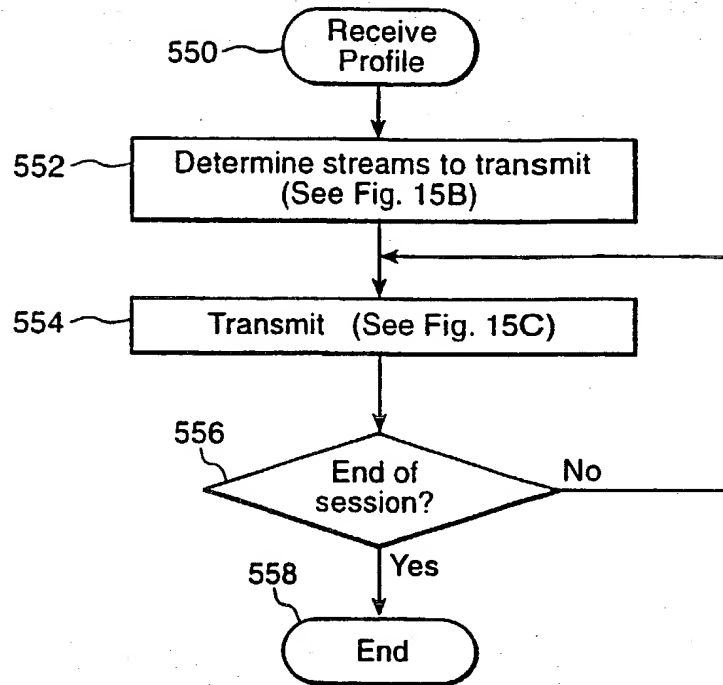 550
Receive
Profile
552
Determine streams to transmit
(See Fig. 15B)
554
Transmit (See Fig. 15C)
556
End of
session?
No
Yes
558
End